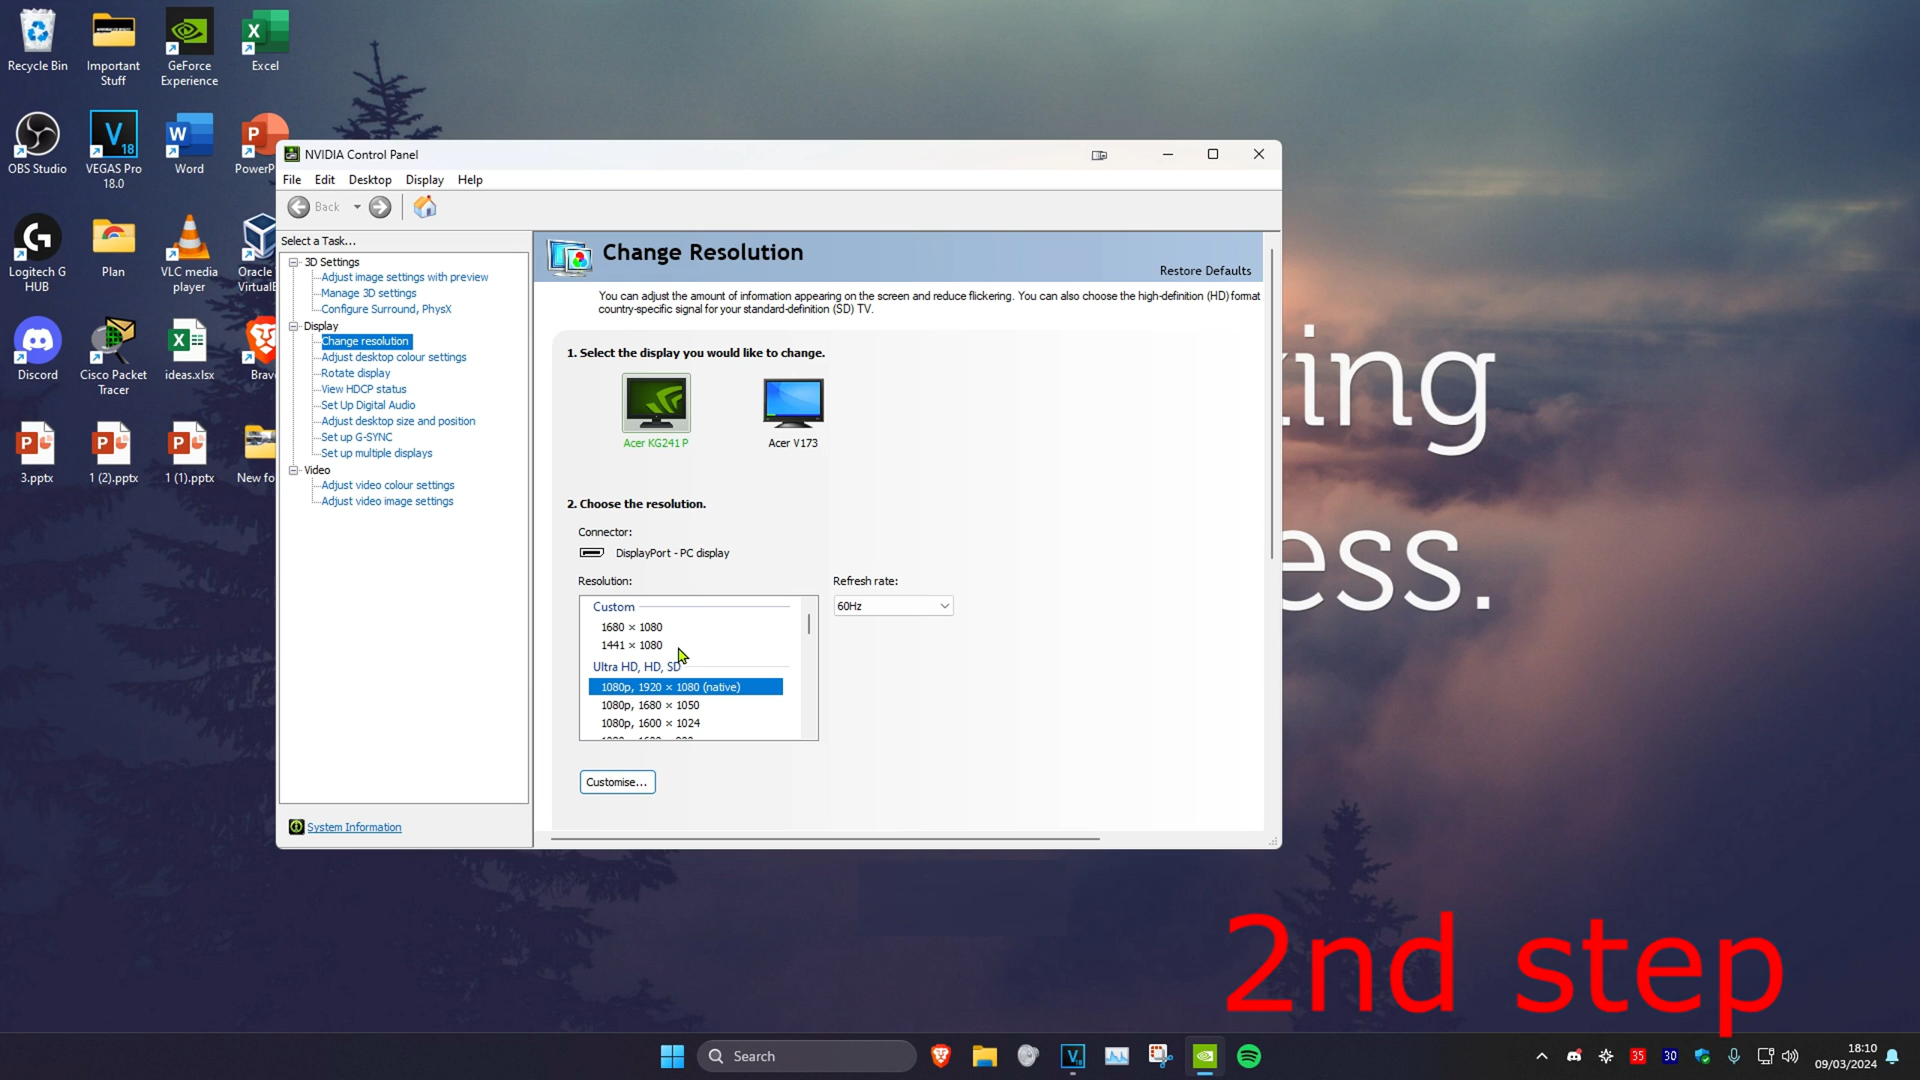 Recycle Bin
Important
Stuff
GeForce
Experience
Excel
OBS Studio
VEGAS Pro
18.0
Word
Logitech G
HUB
Plan
VLC media
player
Oracle
Discord
Cisco Packet
Tracer
ideas.xlsx
3.pptx
1 (2).pptx
1 (1).pptx
New fo
NVIDIA Control Panel
File Edit Desktop Display Help
Back
Select a Task...
3D Settings
Adjust image settings with preview
Manage 3D settings
Configure Surround, PhysX
Display
Change resolution
Adjust desktop colour settings
Rotate display
View HDCP status
Set Up Digital Audio
Adjust desktop size and position
Set up G-SYNC
Set up multiple displays
Video
Adjust video colour settings
Adjust video image settings
System Information
Change Resolution
Restore Defaults
You can adjust the amount of information appearing on the screen and reduce flickering. You can also choose the high-definition (HD) format
country-specific signal for your standard-definition (SD) TV.
1. Select the display you would like to change.
Acer KG241 P
Acer V173
2. Choose the resolution.
Connector:
DisplayPort - PC display
Resolution:
Refresh rate:
Custom
60Hz
1680 × 1080
1441 × 1080
Ultra HD, HD, SD
1080p, 1920 × 1080 (native)
1080p, 1680 × 1050
1080p, 1600 × 1024
Customise...
ing
ess.
2nd step
Search
35
30
18:10
09/03/2024